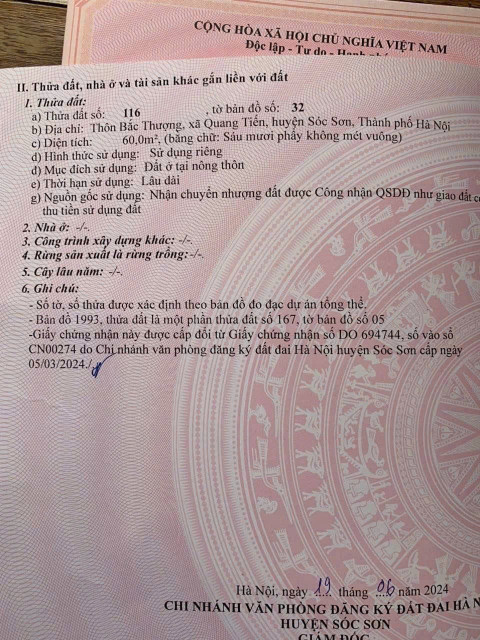 CỘNG HÒA XÃ HỘI CHỦ NGHĨA VIỆT NAM
Độc lập - Tự do - Hạnh
II. Thửa đất, nhà ở và tài sản khác gắn liền với đất
1. Thửa đất:
a) Thửa đất số: 116 , tờ bản đồ số: 32
b) Địa chỉ: Thôn Bắc Thượng, xã Quang Tiến, huyện Sóc Sơn, Thành phố Hà Nội
c) Diện tích: 60,0m², (bằng chữ: Sáu mươi phẩy không mét vuông)
d) Hình thức sử dụng: Sử dụng riêng
đ) Mục đích sử dụng: Đất ở tại nông thôn
e) Thời hạn sử dụng: Lâu dài
g) Nguồn gốc sử dụng: Nhận chuyển nhượng đất được Công nhận QSDĐ như giao đất có
thu tiền sử dụng đất
2. Nhà ở: -/-.
3. Công trình xây dựng khác: -/-.
4. Rừng sản xuất là rừng trồng:-/-.
5. Cây lâu năm: -/-.
6. Ghi chú:
- Số tờ, số thửa được xác định theo bản đồ đo đạc dự án tổng thể.
- Bản đồ 1993, thửa đất là một phần thửa đất số 167, tờ bản đồ số 05
-Giấy chứng nhận này được cấp đổi từ Giấy chứng nhận số DO 694744, số vào sổ
CN00274 do Chi nhánh văn phòng đăng ký đất đai Hà Nội huyện Sóc Sơn cấp ngày
05/03/2024./.
Hà Nội, ngày 19 tháng 06 năm 2024
CHI NHÁNH VĂN PHÒNG ĐĂNG KÝ ĐẤT ĐAI HÀ N
HUYỆN SÓC SƠN
GIÁM ĐỐC